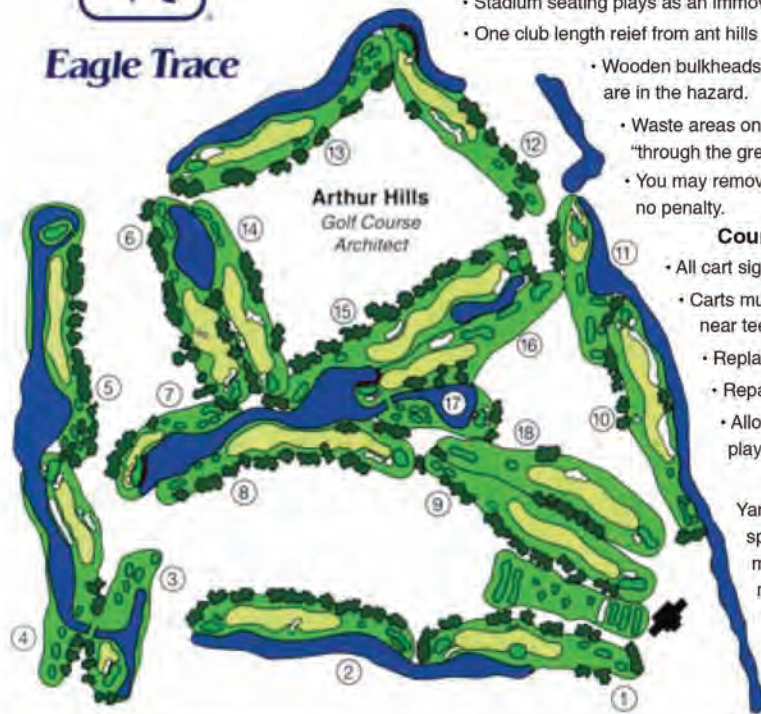 Eagle Trace
• Stadium seating plays as an immov
• One club length reief from ant hills
• Wooden bulkheads
are in the hazard.
• Waste areas on
"through the gre
• You may remov
no penalty.
Cour
• All cart sig
• Carts mu
near tee
• Repla
• Repa
• Allo
play
Yar
sp
m
Arthur Hills
Golf Course
Architect
13
12
6
14
11
15
16
5
7
17
10
18
8
9
3
4
2
1